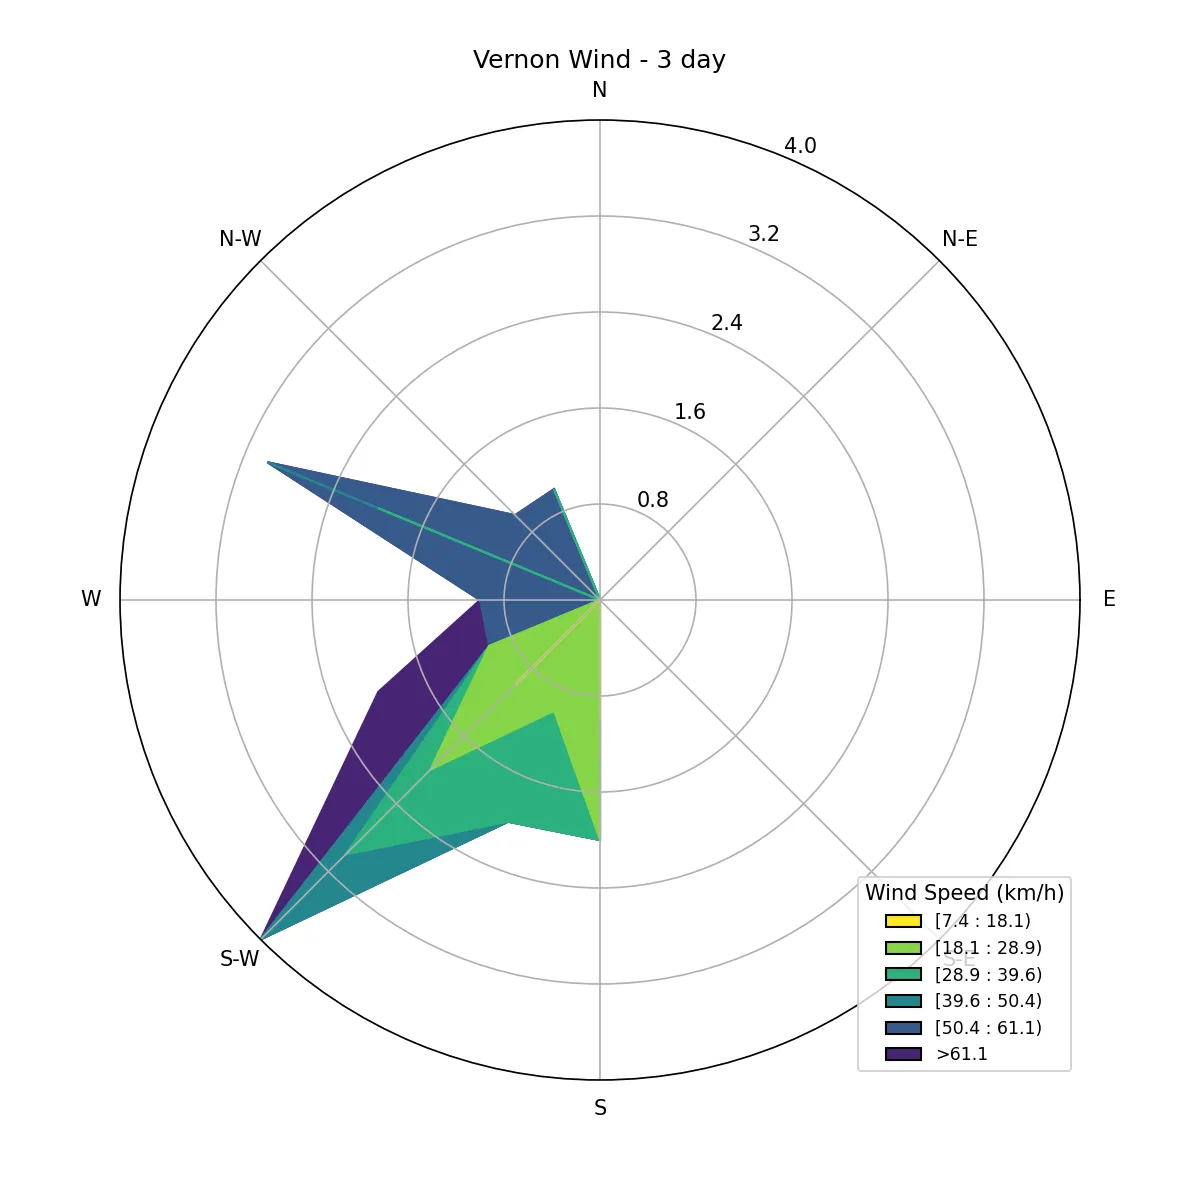 Vernon Wind - 3 day
N
4.0
N-W
3.2
N-E
2.4
1.6
0.8
W
E
S-W
S-E
S
Wind Speed (km/h)
[7.4 : 18.1)
[18.1 : 28.9)
[28.9 : 39.6)
[39.6 : 50.4)
[50.4 : 61.1)
>61.1